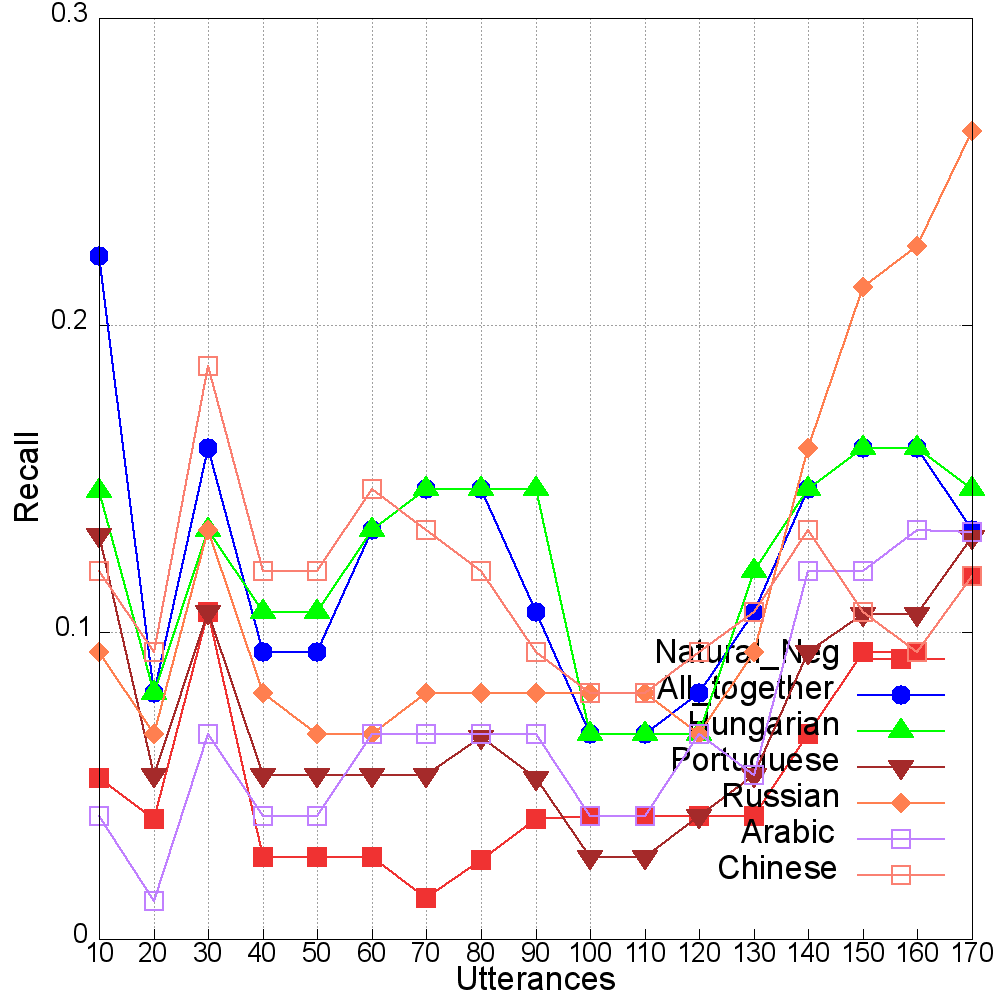 0.3
0.2
0.1
0
Recall
Natural_Neg
All_together
Hungarian
Portuguese
Russian
Arabic
Chinese
10 20 30 40 50 60 70 80 90 100 110 120 130 140 150 160 170
Utterances